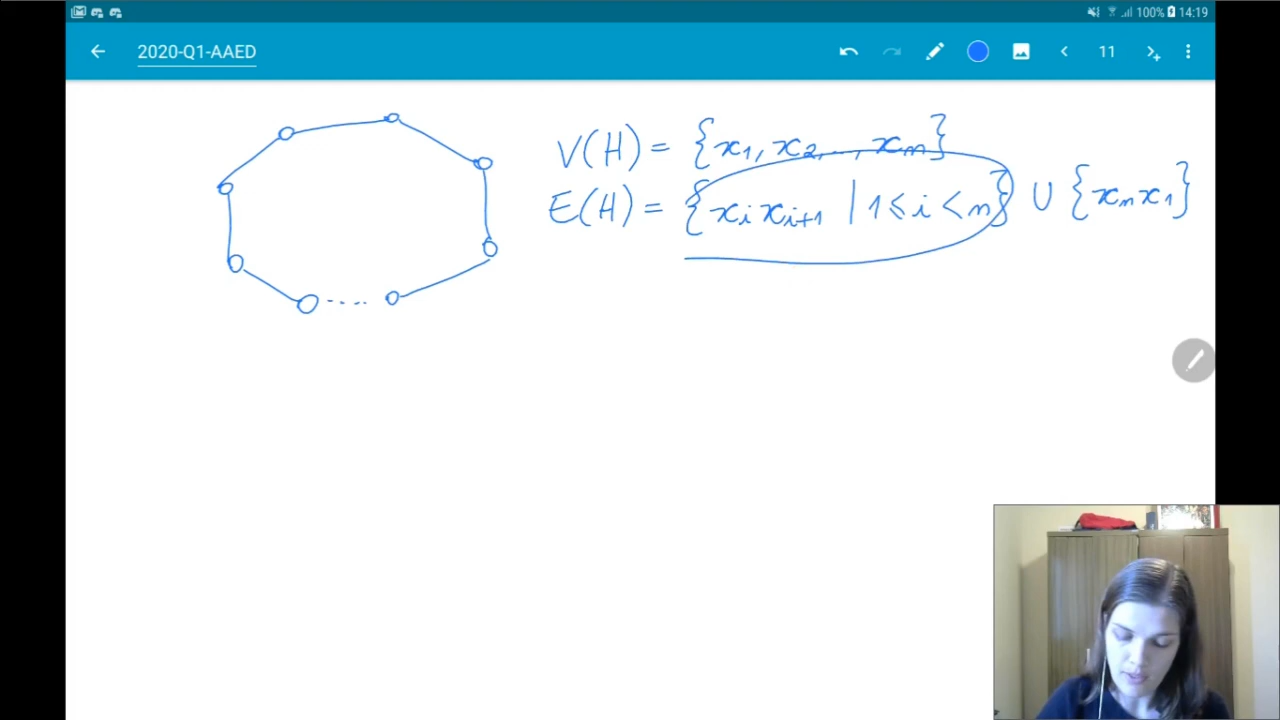 100% 14:19
2020-Q1-AAED
11
V(H) = {x1, x2, ..., xn}
E(H) = {xi xi+1 | 1 ≤ i < n} ∪ {xn x1}